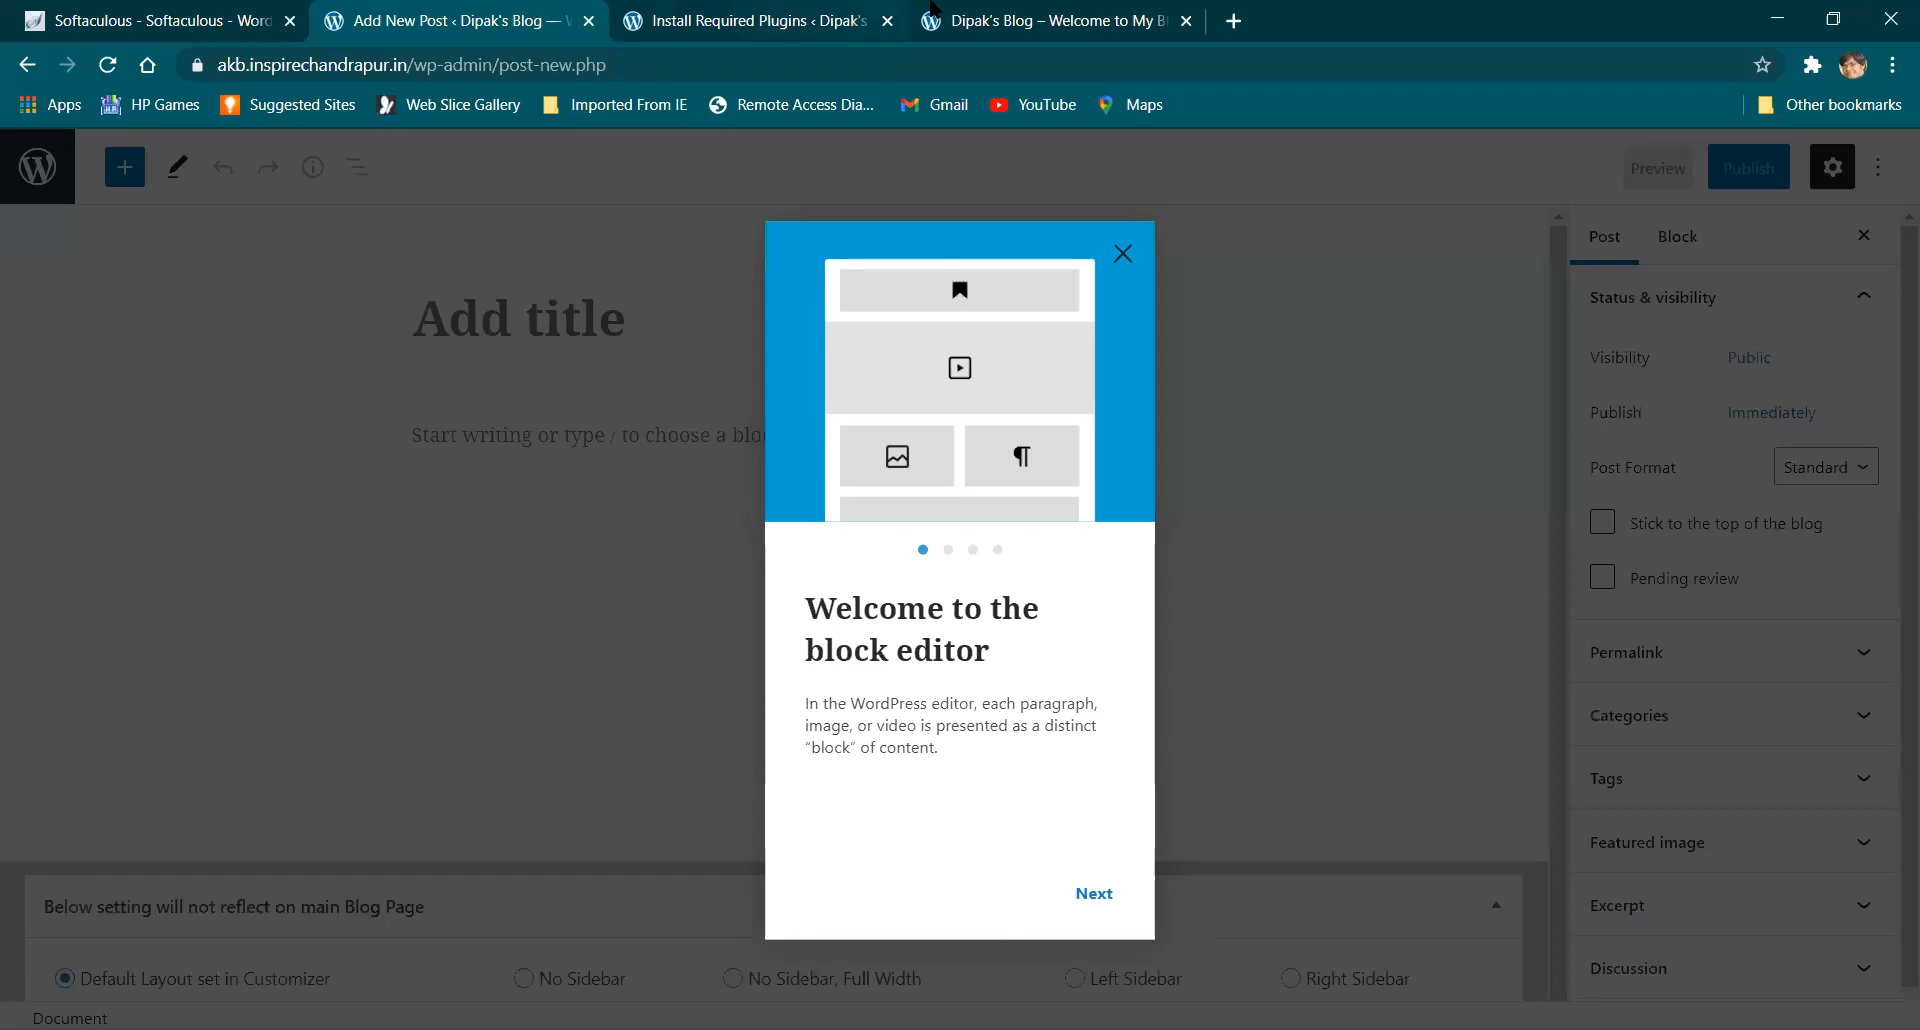 Softaculous - Softaculous - Word
Add New Post ‹ Dipak's Blog —
Install Required Plugins ‹ Dipak's
Dipak's Blog – Welcome to My Bl
akb.inspirechandrapur.in/wp-admin/post-new.php
Apps
HP Games
Suggested Sites
Web Slice Gallery
Imported From IE
Remote Access Dia...
Gmail
YouTube
Maps
Other bookmarks
Preview
Publish
Post
Block
Status & visibility
Visibility
Public
Publish
Immediately
Post Format
Standard
Stick to the top of the blog
Pending review
Permalink
Categories
Tags
Featured image
Excerpt
Discussion
Add title
Start writing or type / to choose a blo
Welcome to the
block editor
In the WordPress editor, each paragraph,
image, or video is presented as a distinct
“block” of content.
Next
Below setting will not reflect on main Blog Page
Default Layout set in Customizer
No Sidebar
No Sidebar, Full Width
Left Sidebar
Right Sidebar
Document